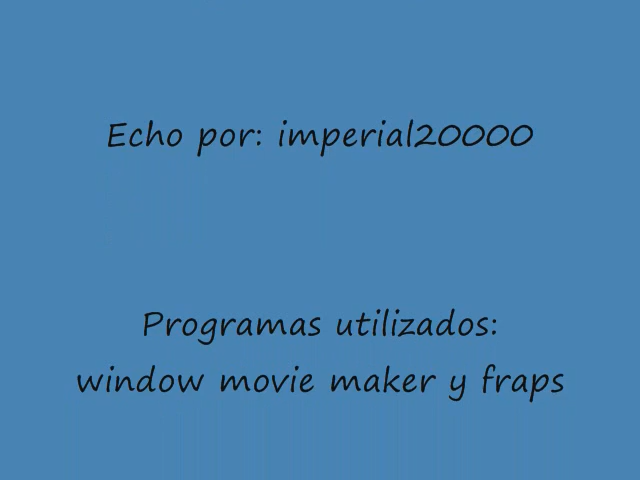 Echo por: imperial20000
Programas utilizados:
window movie maker y fraps